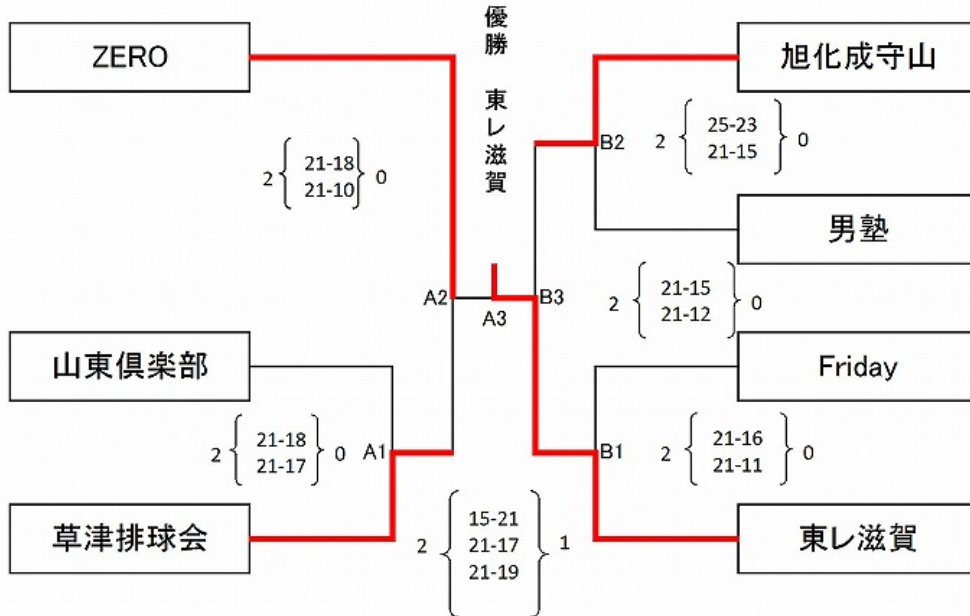 優勝 東レ滋賀
ZERO
旭化成守山
2 21-18 0
21-10
B2
2 25-23 0
21-15
男塾
A2
A3
B3
2 21-15 0
21-12
山東倶楽部
Friday
2 21-18 0
21-17
A1
B1
2 21-16 0
21-11
草津排球会
2 15-21 1
21-17
21-19
東レ滋賀